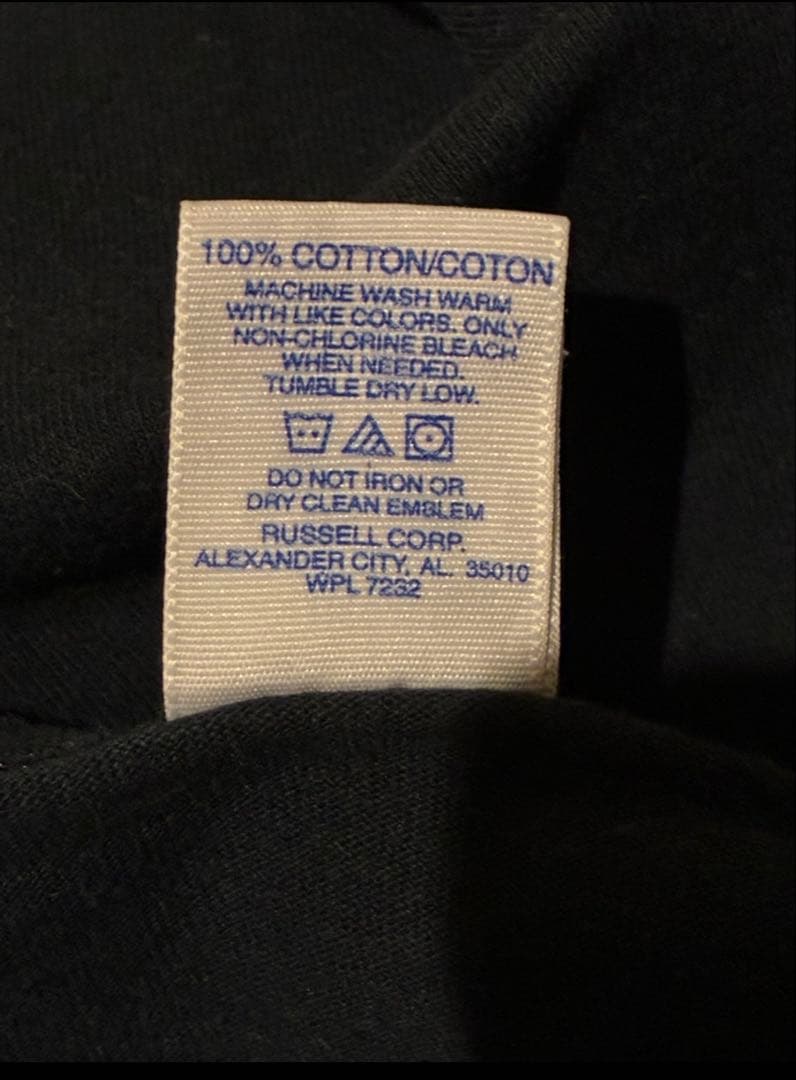 100% COTTON/COTON
MACHINE WASH WARM
WITH LIKE COLORS. ONLY
NON-CHLORINE BLEACH
WHEN NEEDED.
TUMBLE DRY LOW.
DO NOT IRON OR
DRY CLEAN EMBLEM
RUSSELL CORP.
ALEXANDER CITY, AL. 35010
WPL 7232